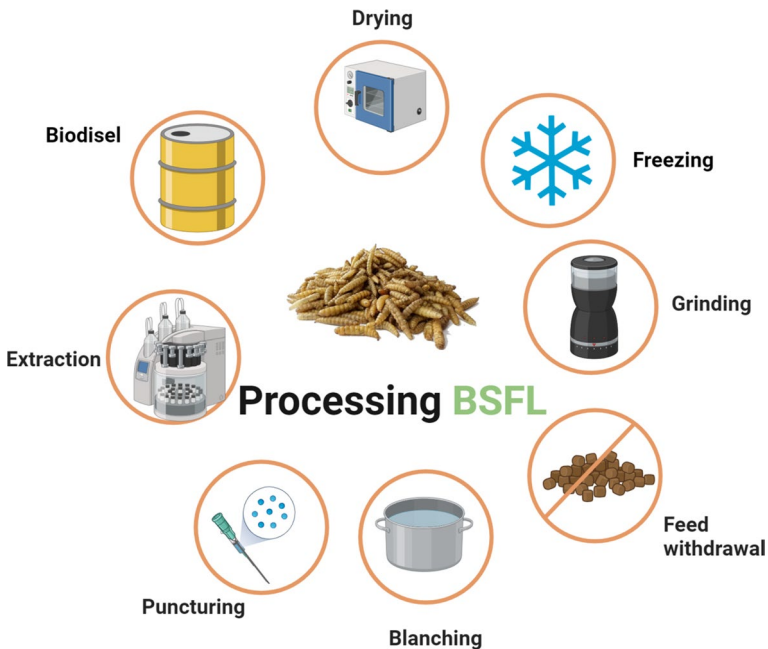 Drying
Biodisel
Freezing
Grinding
Extraction
Processing BSFL
Feed
withdrawal
Puncturing
Blanching